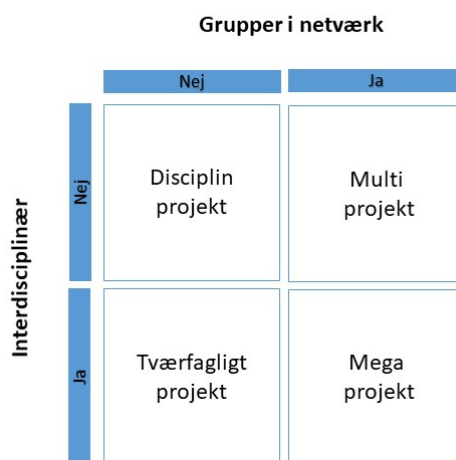 Grupper i netværk
Nej
Ja
Interdisciplinær
Nej
Disciplin
projekt
Multi
projekt
Ja
Tværfagligt
projekt
Mega
projekt